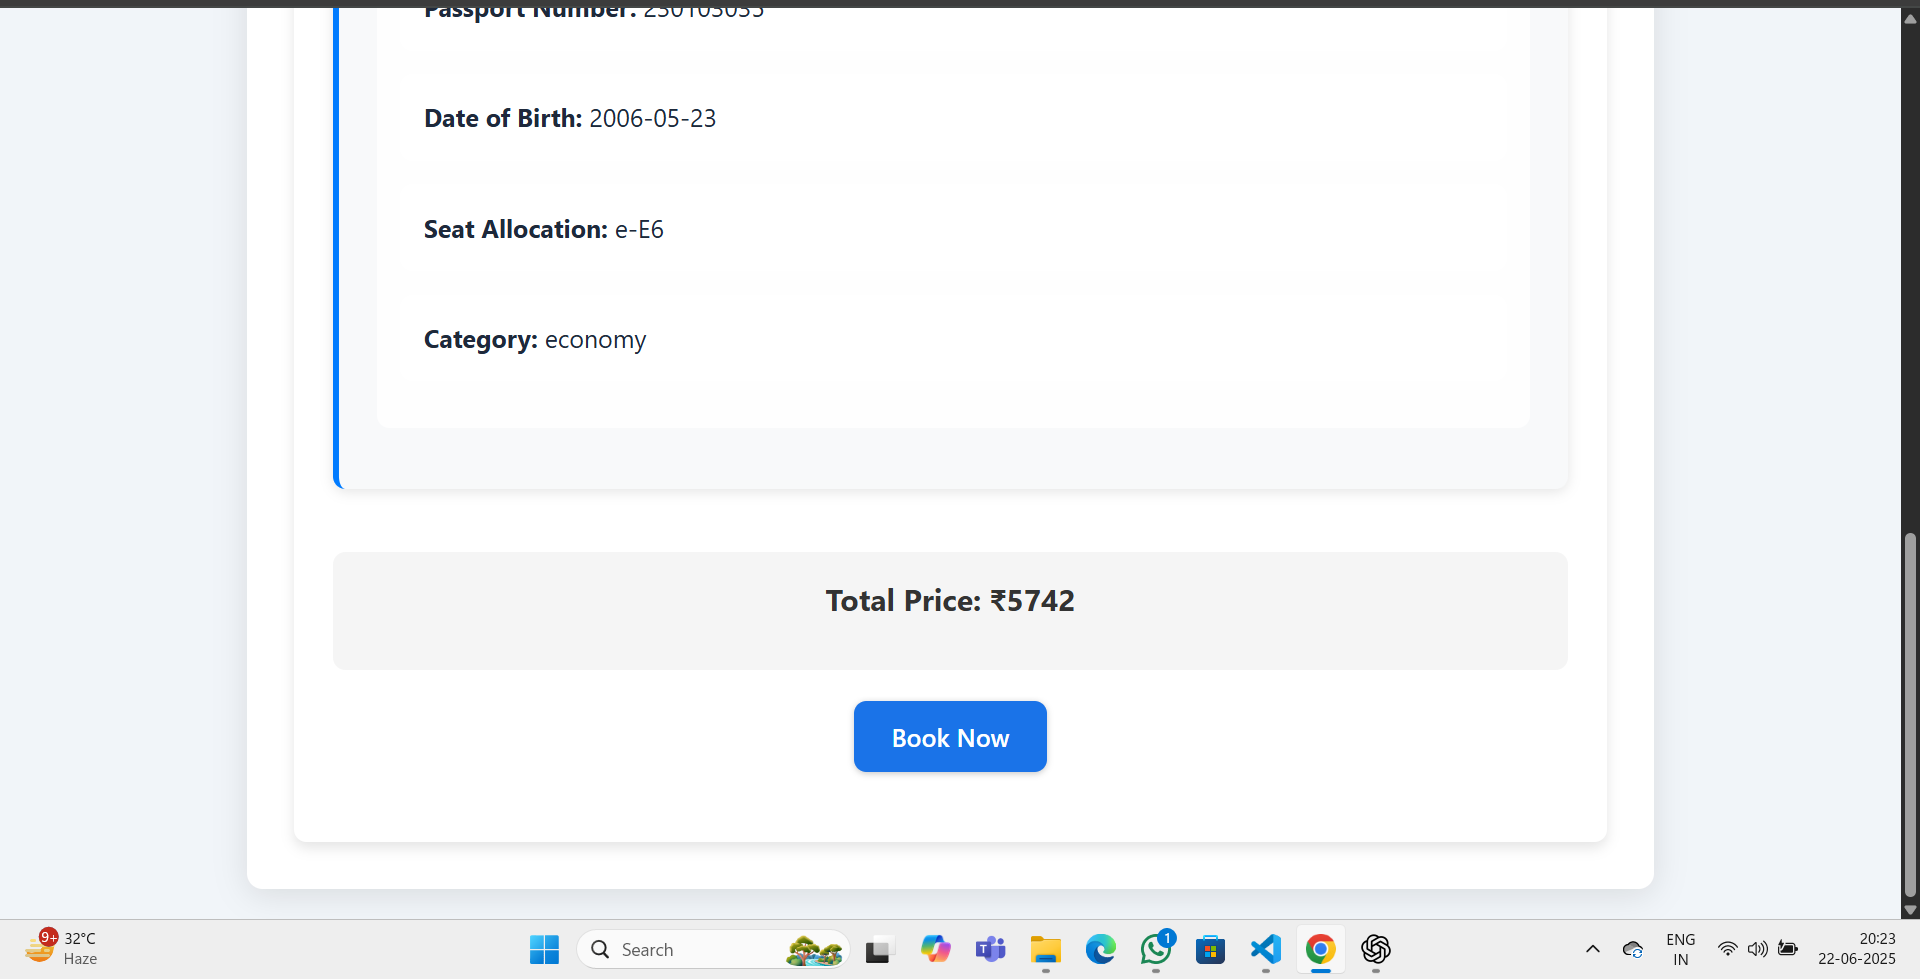 Passport Number: 230103035
Date of Birth: 2006-05-23
Seat Allocation: e-E6
Category: economy
Total Price: ₹5742
Book Now
9+
32°C
Haze
Search
T
1
ENG
IN
20:23
22-06-2025